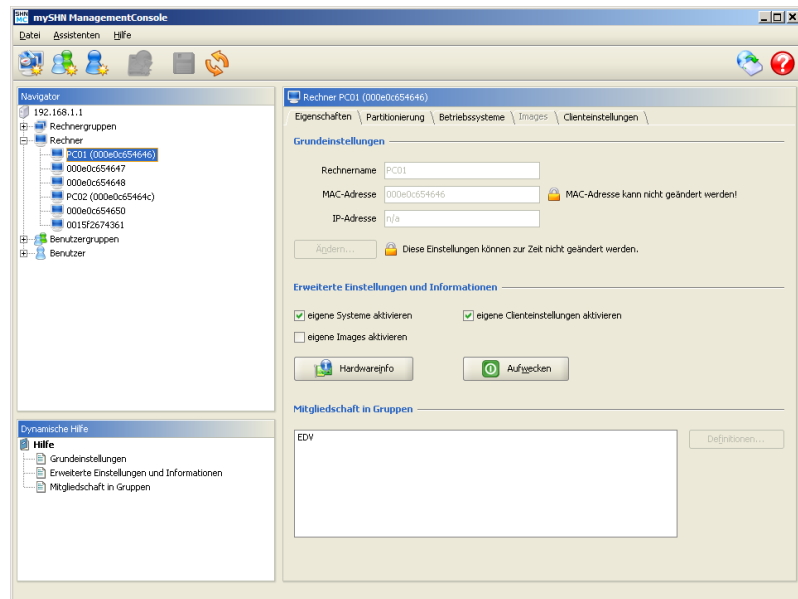 SHN
MC
mySHN ManagementConsole
Datei Assistenten Hilfe
Navigator
192.168.1.1
Rechnergruppen
Rechner
PC01 (000e0c654646)
000e0c654647
000e0c654648
PC02 (000e0c65464c)
000e0c654650
0015f2674361
Benutzergruppen
Benutzer
Dynamische Hilfe
Hilfe
Grundeinstellungen
Erweiterte Einstellungen und Informationen
Mitgliedschaft in Gruppen
Rechner PC01 (000e0c654646)
Eigenschaften \ Partitionierung \ Betriebssysteme \ Images \ Clienteinstellungen \
Grundeinstellungen
Rechnername PC01
MAC-Adresse 000e0c654646 MAC-Adresse kann nicht geändert werden!
IP-Adresse n/a
Ändern... Diese Einstellungen können zur Zeit nicht geändert werden.
Erweiterte Einstellungen und Informationen
eigene Systeme aktivieren eigene Clienteinstellungen aktivieren
eigene Images aktivieren
Hardwareinfo Aufwecken
Mitgliedschaft in Gruppen
EDV Definitionen...